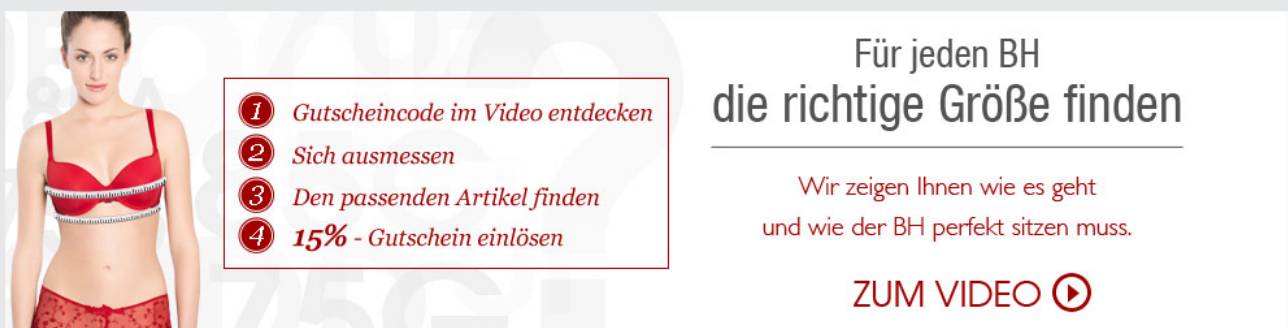 1 Gutscheincode im Video entdecken
2 Sich ausmessen
3 Den passenden Artikel finden
4 15% - Gutschein einlösen
Für jeden BH
die richtige Größe finden
Wir zeigen Ihnen wie es geht
und wie der BH perfekt sitzen muss.
ZUM VIDEO